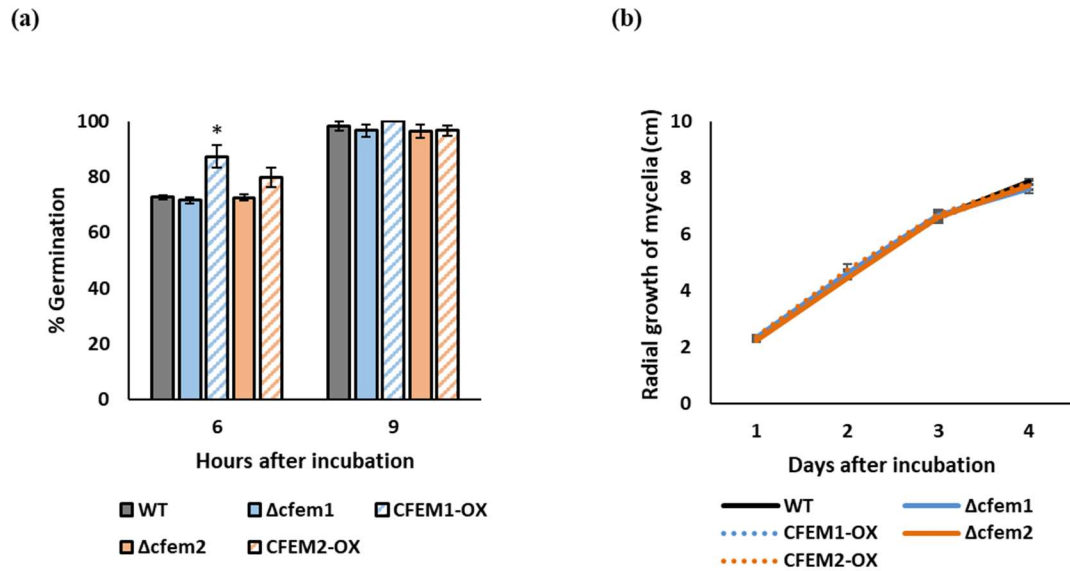 (a)
(b)
% Germination
100
80
60
40
20
0
*
6
9
Hours after incubation
WT
Δcfem1
CFEM1-OX
Δcfem2
CFEM2-OX
Radial growth of mycelia (cm)
10
8
6
4
2
0
1
2
3
4
Days after incubation
WT
Δcfem1
CFEM1-OX
Δcfem2
CFEM2-OX